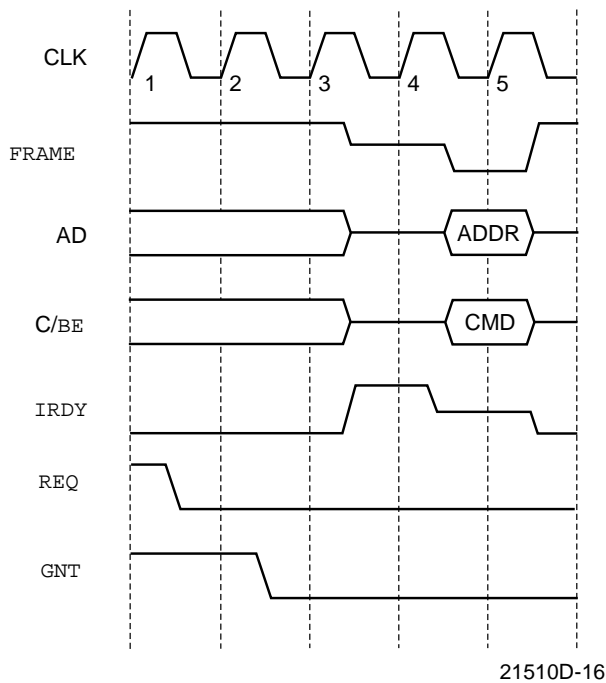 CLK
1 2 3 4 5
FRAME
AD
ADDR
C/BE
CMD
IRDY
REQ
GNT
21510D-16